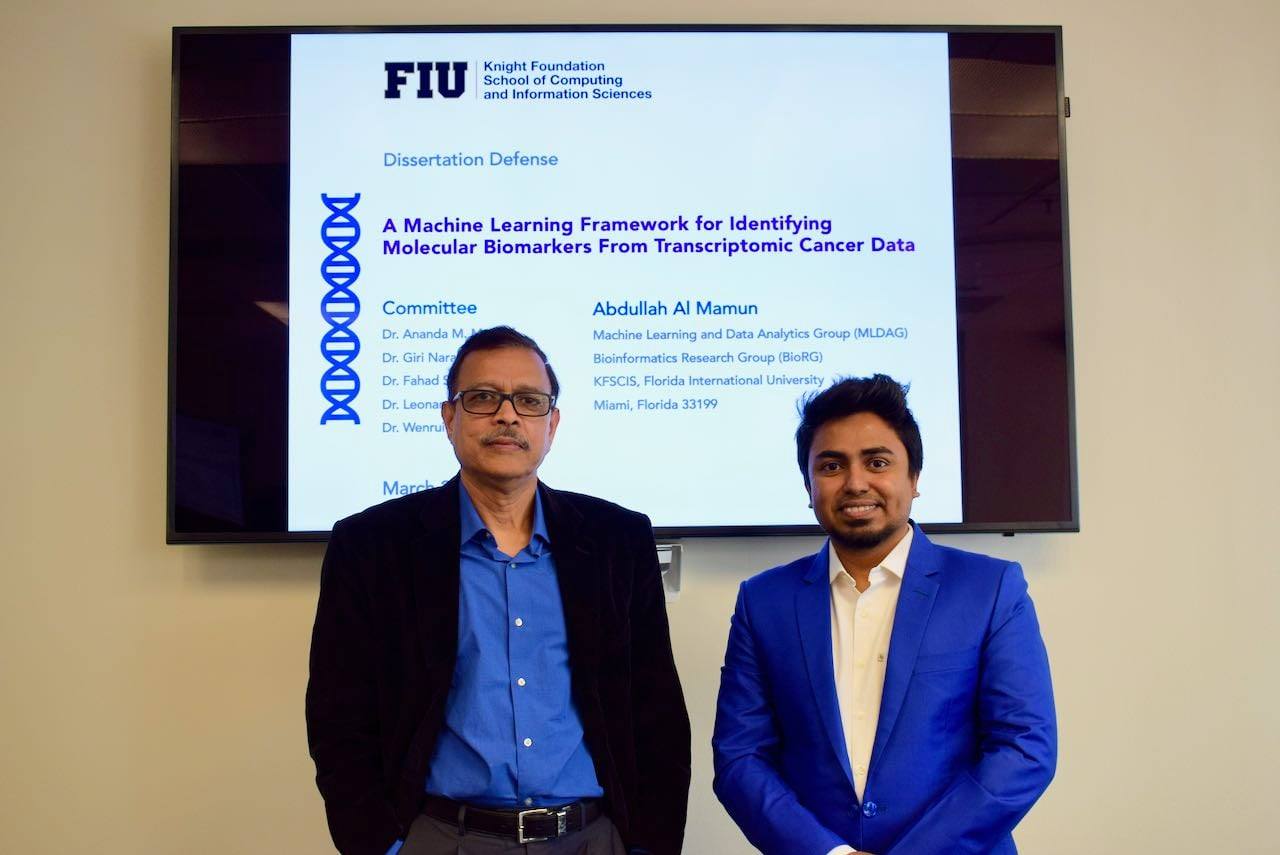 FIU
Knight Foundation
School of Computing
and Information Sciences
Dissertation Defense
A Machine Learning Framework for Identifying
Molecular Biomarkers From Transcriptomic Cancer Data
Committee
Dr. Ananda M.
Dr. Giri
Dr. Fahad
Dr.
Dr.
March
Abdullah Al Mamun
Machine Learning and Data Analytics Group (MLDAG)
Bioinformatics Research Group (BioRG)
KFSCIS, Florida International University
Miami, Florida 33199